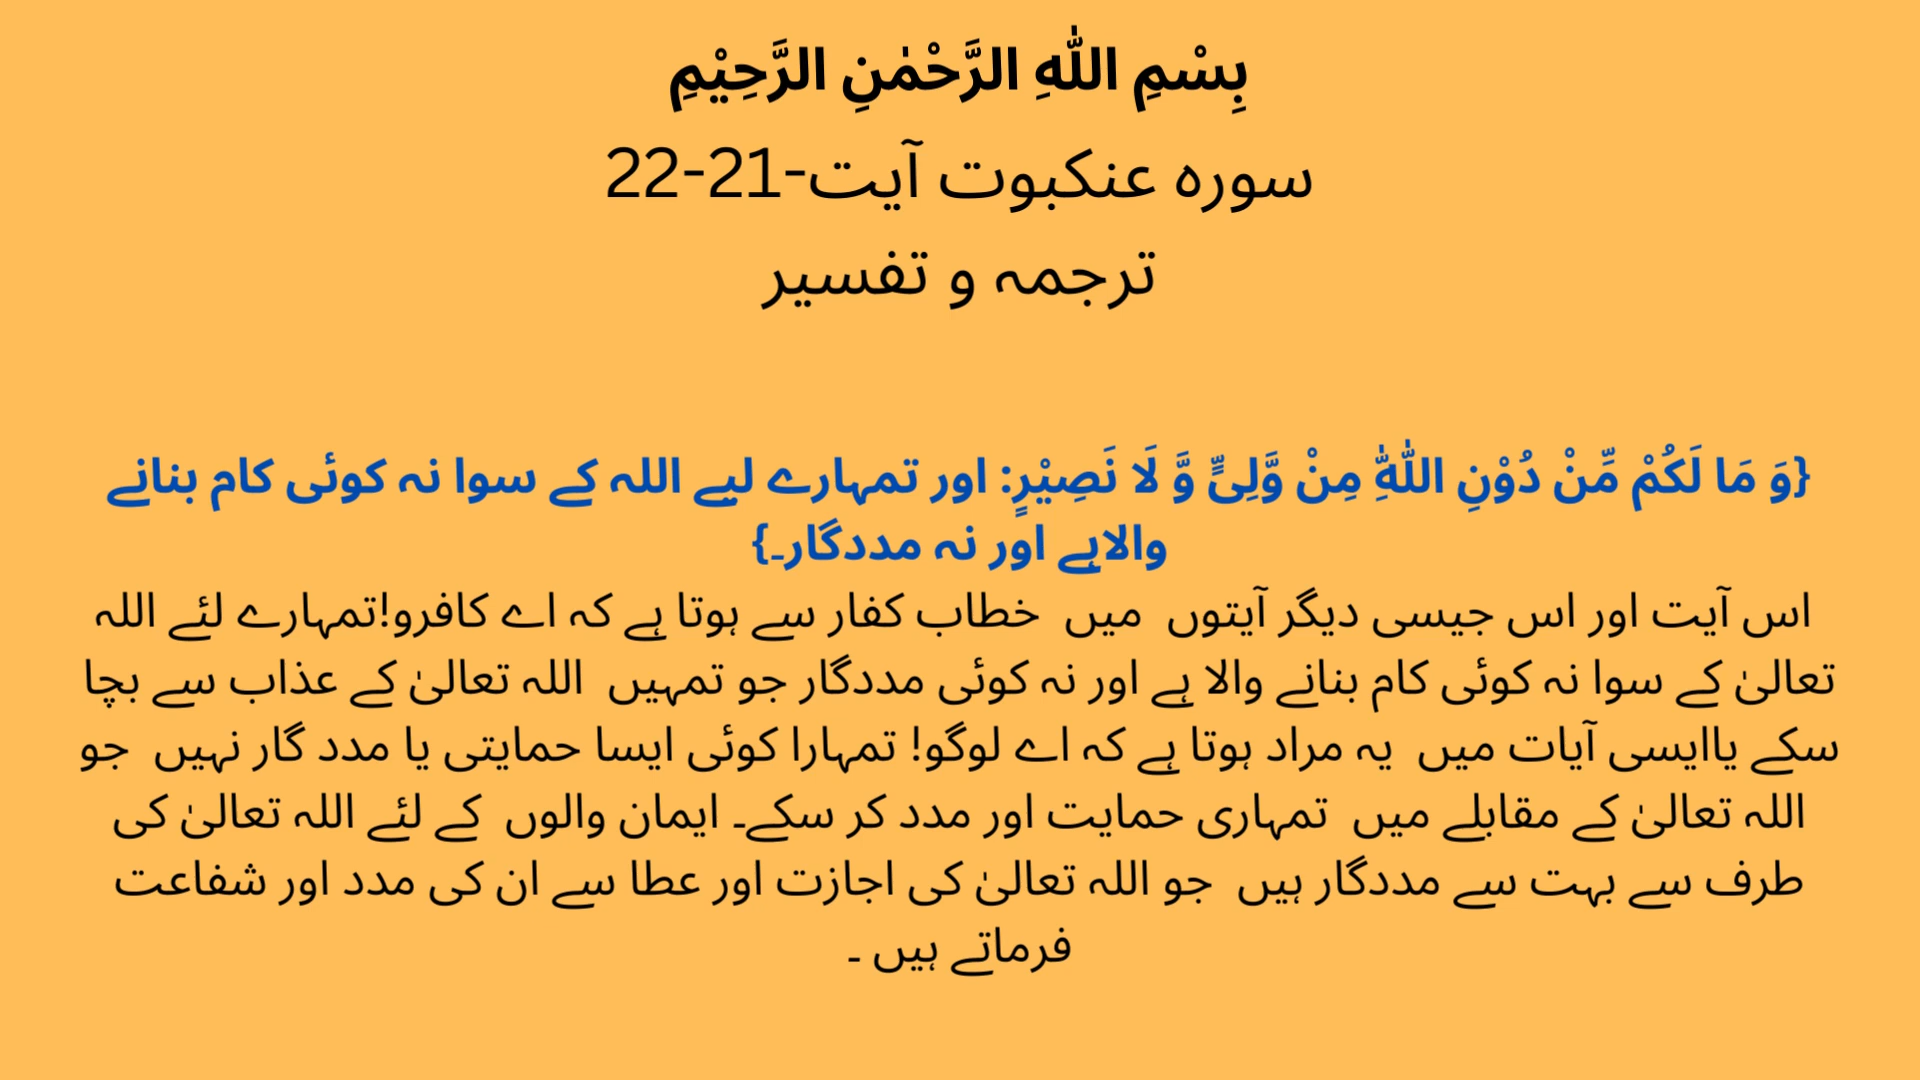 بِسْمِ اللّٰهِ الرَّحْمٰنِ الرَّحِیْمِ
سورہ عنکبوت آیت-21-22
ترجمہ و تفسیر
{وَ مَا لَكُمْ مِّنْ دُوْنِ اللّٰهِ مِنْ وَّلِیٍّ وَّ لَا نَصِیْرٍ: اور تمہارے لیے اللہ کے سوا نہ کوئی کام بنانے
والاہے اور نہ مددگار۔}
اس آیت اور اس جیسی دیگر آیتوں میں خطاب کفار سے ہوتا ہے کہ اے کافرو!تمہارے لئے اللہ
تعالیٰ کے سوا نہ کوئی کام بنانے والا ہے اور نہ کوئی مددگار جو تمہیں اللہ تعالیٰ کے عذاب سے بچا
سکے یاایسی آیات میں یہ مراد ہوتا ہے کہ اے لوگو! تمہارا کوئی ایسا حمایتی یا مدد گار نہیں جو
اللہ تعالیٰ کے مقابلے میں تمہاری حمایت اور مدد کر سکے۔ ایمان والوں کے لئے اللہ تعالیٰ کی
طرف سے بہت سے مددگار ہیں جو اللہ تعالیٰ کی اجازت اور عطا سے ان کی مدد اور شفاعت
فرماتے ہیں ۔